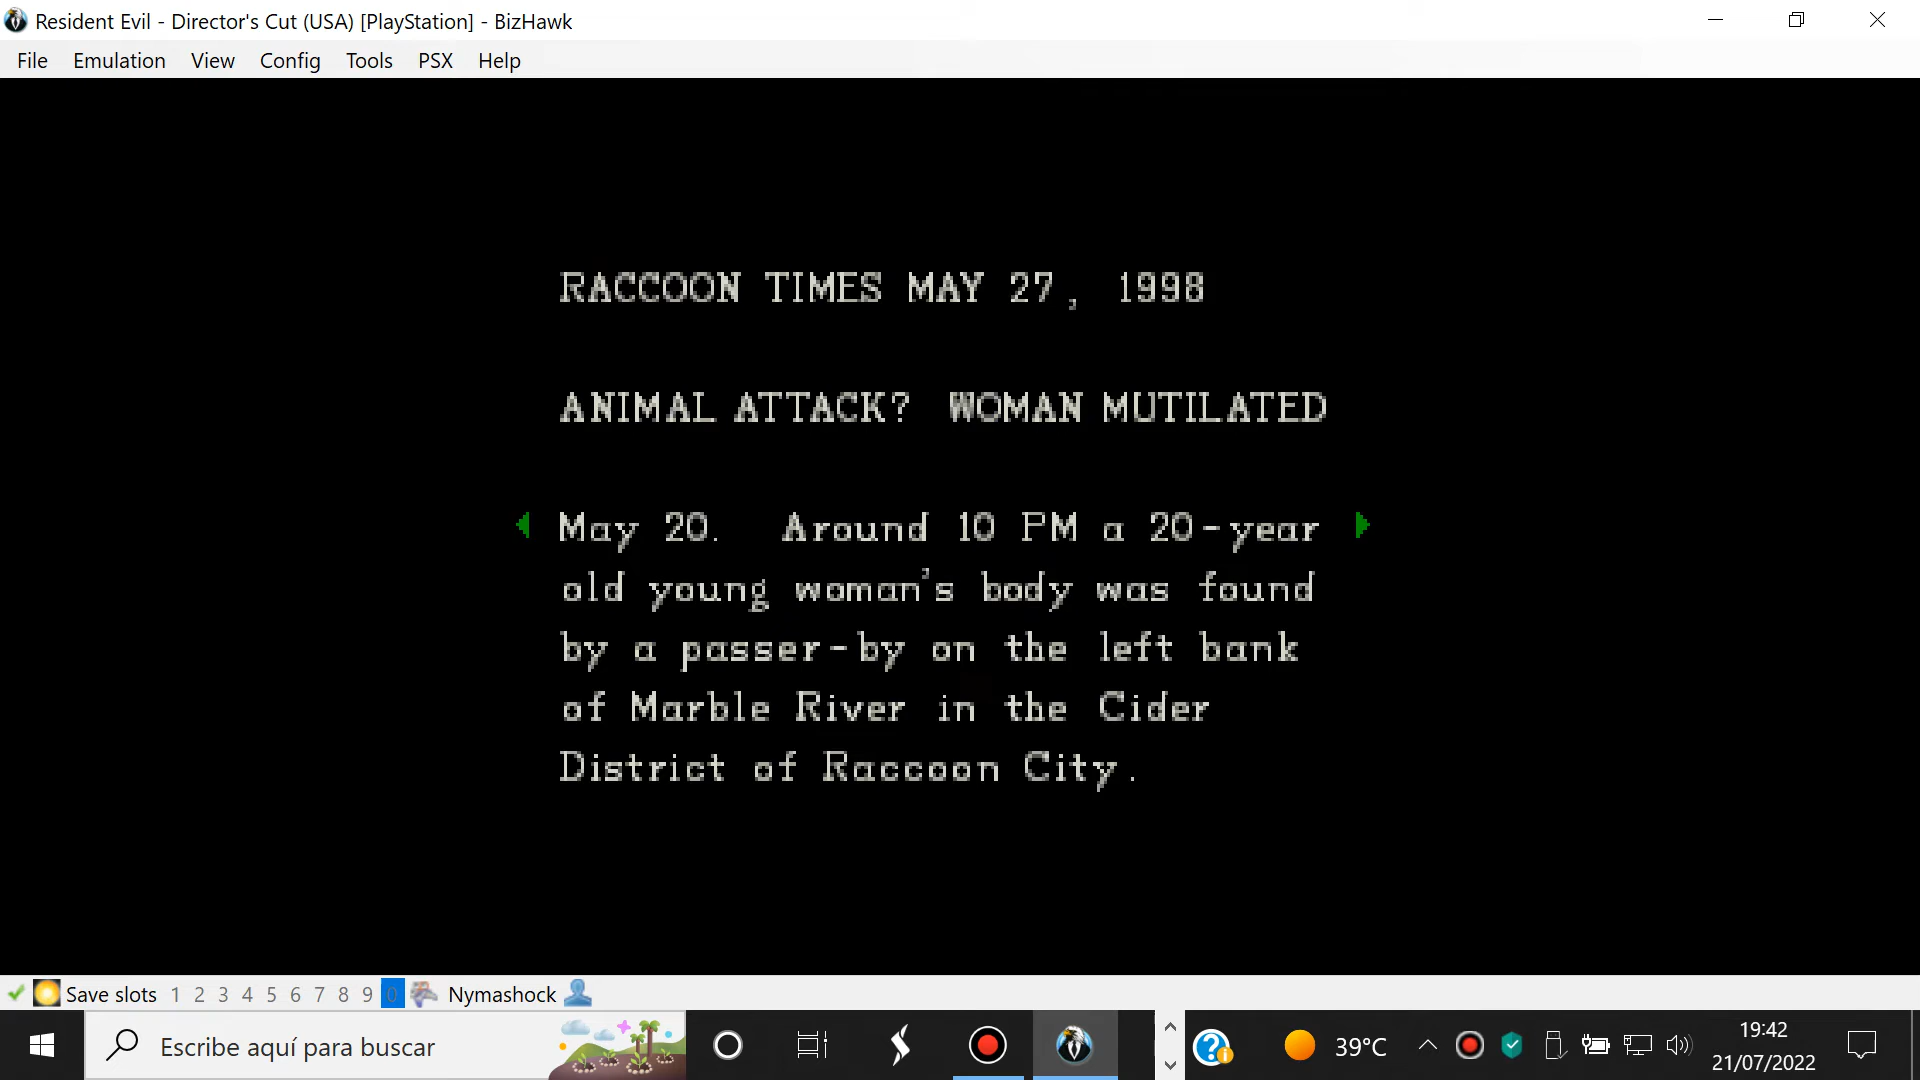 Resident Evil - Director's Cut (USA) [PlayStation] - BizHawk
File Emulation View Config Tools PSX Help
RACCOON TIMES MAY 27, 1998
ANIMAL ATTACK? WOMAN MUTILATED
May 20. Around 10 PM a 20-year
old young woman's body was found
by a passer-by on the left bank
of Marble River in the Cider
District of Raccoon City.
Save slots 1 2 3 4 5 6 7 8 9 0 Nymashock
Escribe aquí para buscar
39°C
19:42
21/07/2022